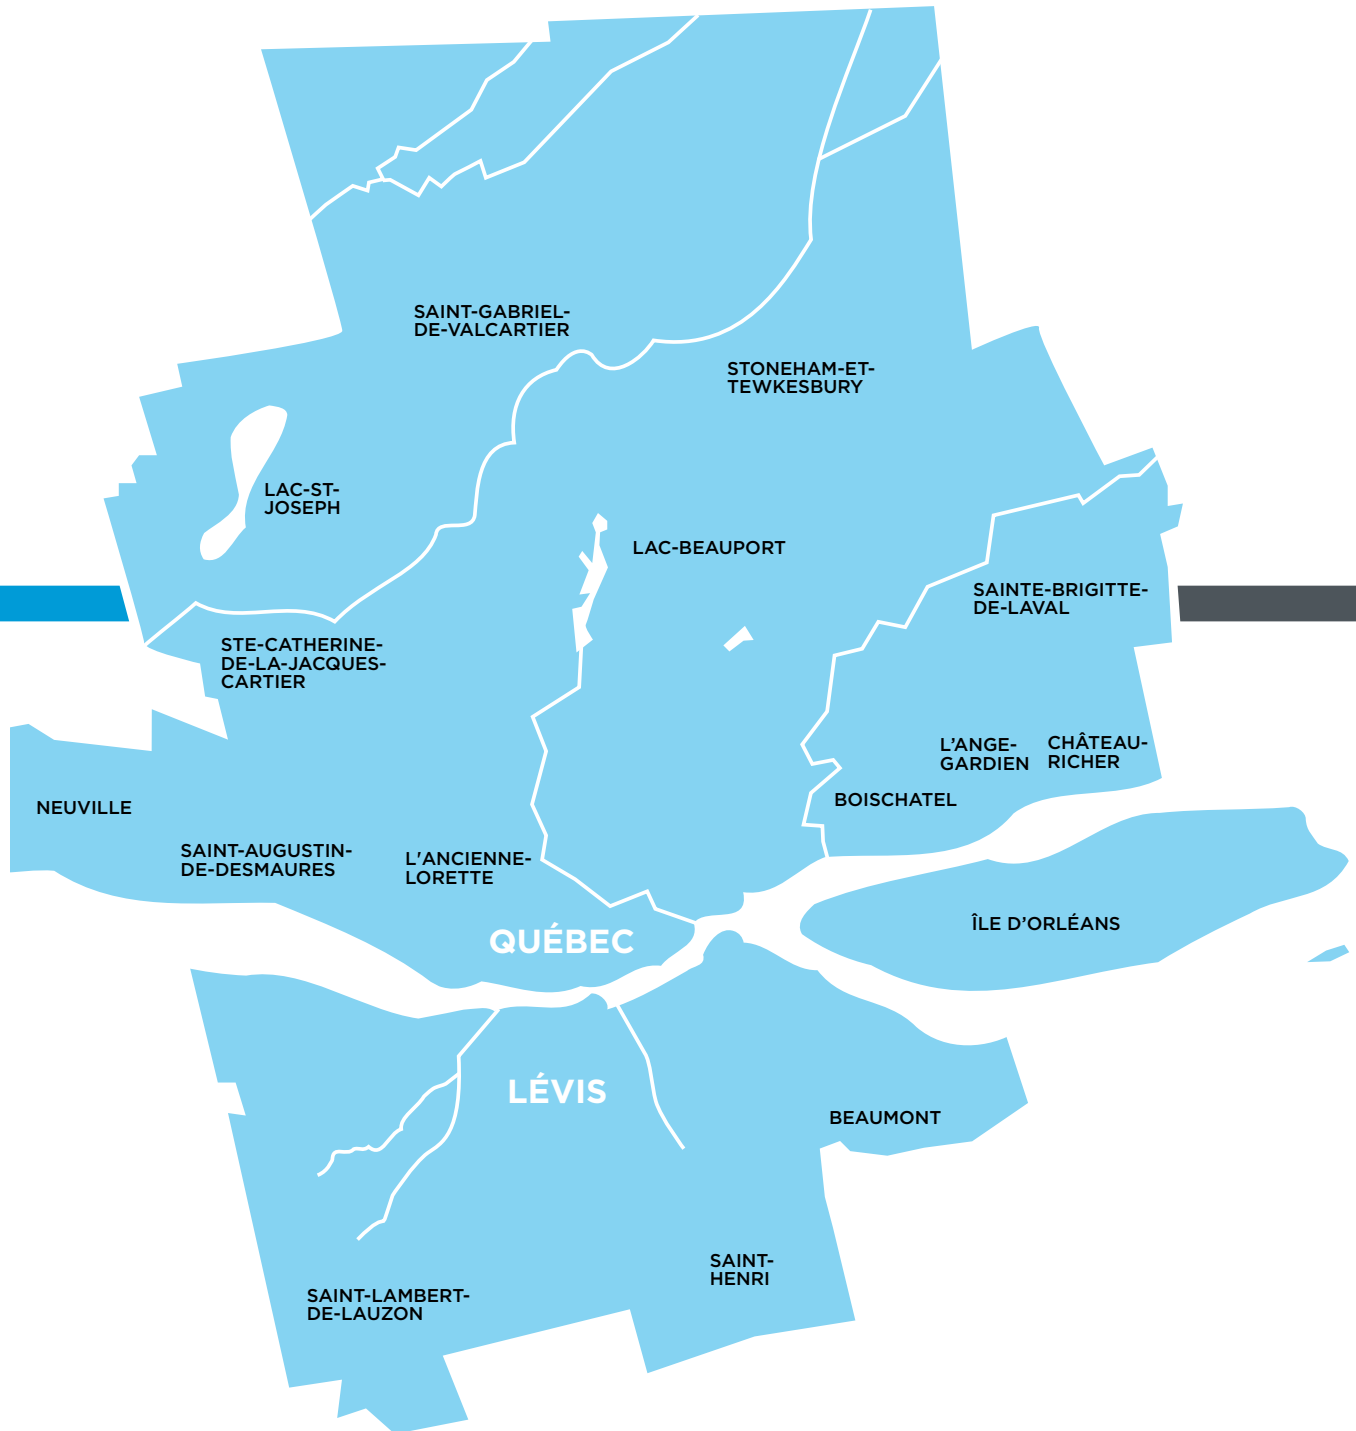 SAINT-GABRIEL-
DE-VALCARTIER
STONEHAM-ET-
TEWKESBURY
LAC-ST-
JOSEPH
LAC-BEAUPORT
SAINTE-BRIGITTE-
DE-LAVAL
STE-CATHERINE-
DE-LA-JACQUES-
CARTIER
L’ANGE-
GARDIEN
CHÂTEAU-
RICHER
NEUVILLE
BOISCHATEL
SAINT-AUGUSTIN-
DE-DESMAURES
L'ANCIENNE-
LORETTE
ÎLE D’ORLÉANS
QUÉBEC
LÉVIS
BEAUMONT
SAINT-
HENRI
SAINT-LAMBERT-
DE-LAUZON